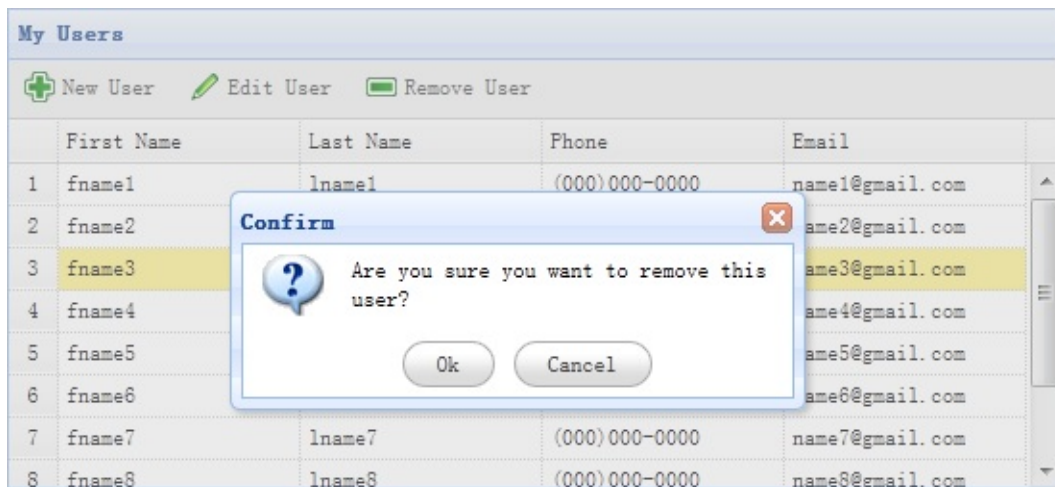 My Users
New User Edit User Remove User
First Name Last Name Phone Email
1 fname1 lname1 (000)000-0000 name1@gmail.com
2 fname2 ame2@gmail.com
3 fname3 ame3@gmail.com
4 fname4 ame4@gmail.com
5 fname5 ame5@gmail.com
6 fname6 ame6@gmail.com
Confirm
Are you sure you want to remove this
user?
Ok Cancel
7 fname7 lname7 (000)000-0000 name7@gmail.com
8 fname8 lname8 (000)000-0000 name8@gmail.com